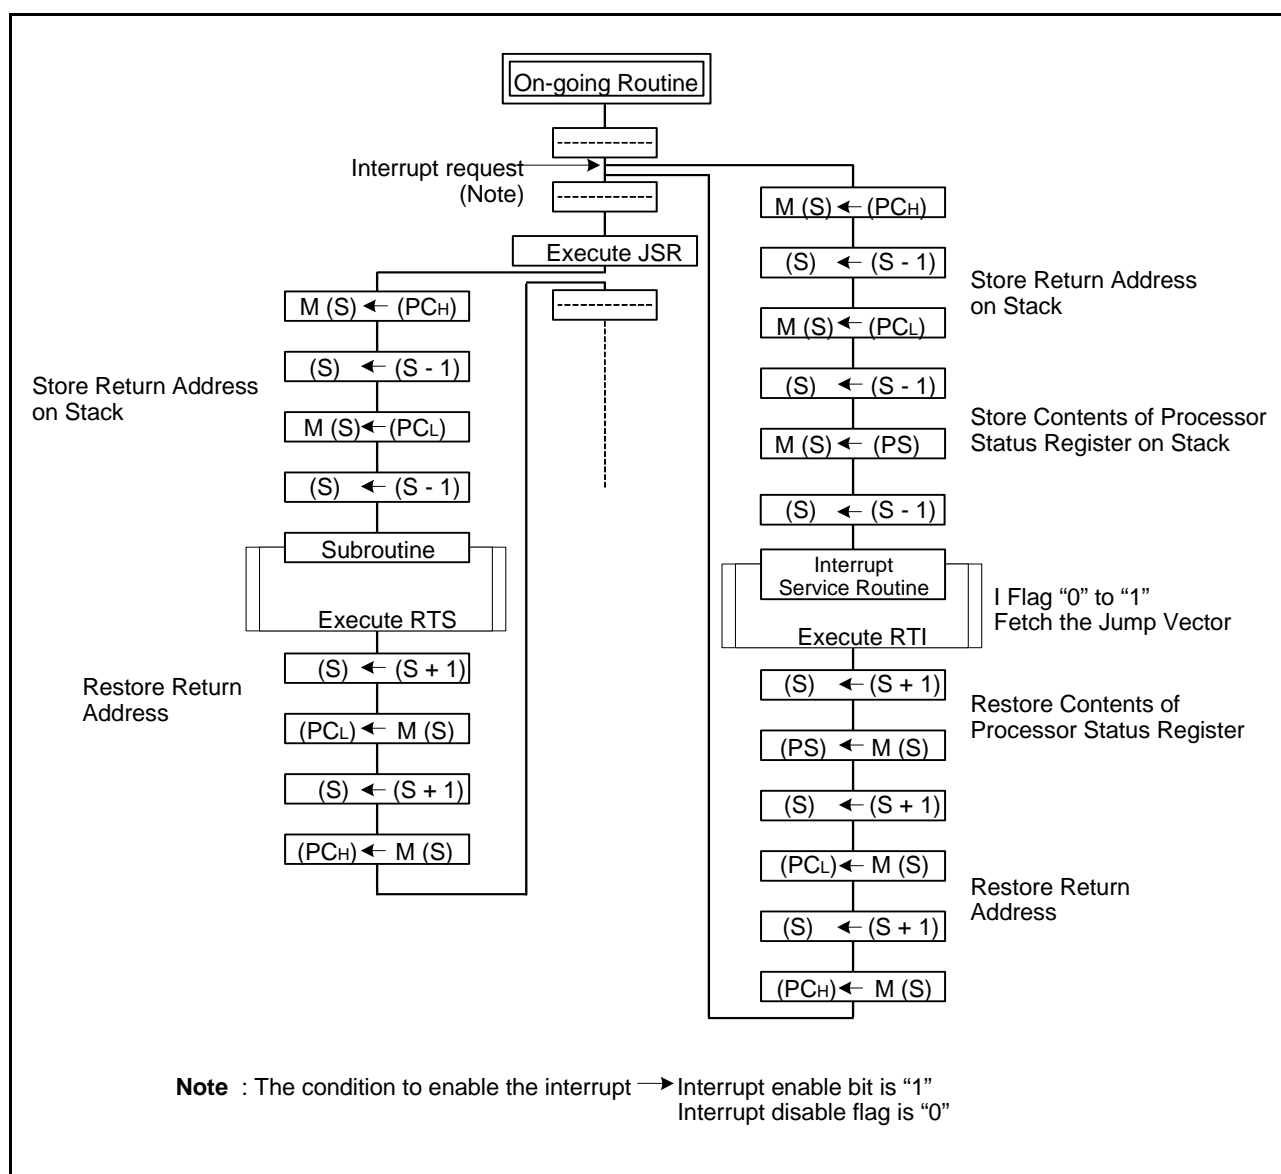 On-going Routine
Interrupt request
(Note)
Execute JSR
M (S) ← (PCH)
(S) ← (S - 1)
M (S) ← (PCL)
(S) ← (S - 1)
Store Return Address
on Stack
Subroutine
Execute RTS
(S) ← (S + 1)
(PCL) ← M (S)
(S) ← (S + 1)
(PCH) ← M (S)
Restore Return
Address
M (S) ← (PCH)
(S) ← (S - 1)
M (S) ← (PCL)
(S) ← (S - 1)
M (S) ← (PS)
(S) ← (S - 1)
Store Return Address
on Stack
Store Contents of Processor
Status Register on Stack
Interrupt
Service Routine
Execute RTI
I Flag “0” to “1”
Fetch the Jump Vector
(S) ← (S + 1)
(PS) ← M (S)
(S) ← (S + 1)
(PCL) ← M (S)
(S) ← (S + 1)
(PCH) ← M (S)
Restore Contents of
Processor Status Register
Restore Return
Address
Note : The condition to enable the interrupt → Interrupt enable bit is “1”
Interrupt disable flag is “0”